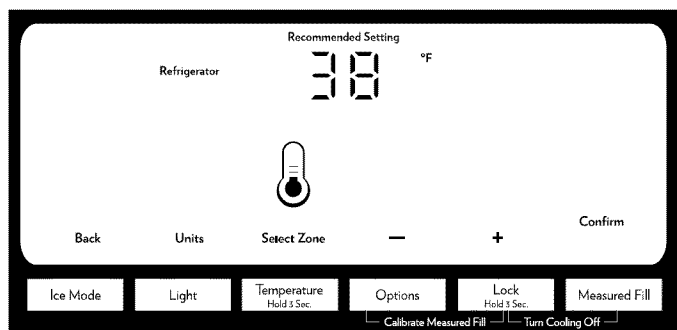 Recommended Setting
Refrigerator 38 °F
Confirm
Back Units Select Zone − +
Ice Mode Light Temperature Options Lock Measured Fill
Hold 3 Sec. Hold 3 Sec.
Calibrate Measured Fill Turn Cooling Off